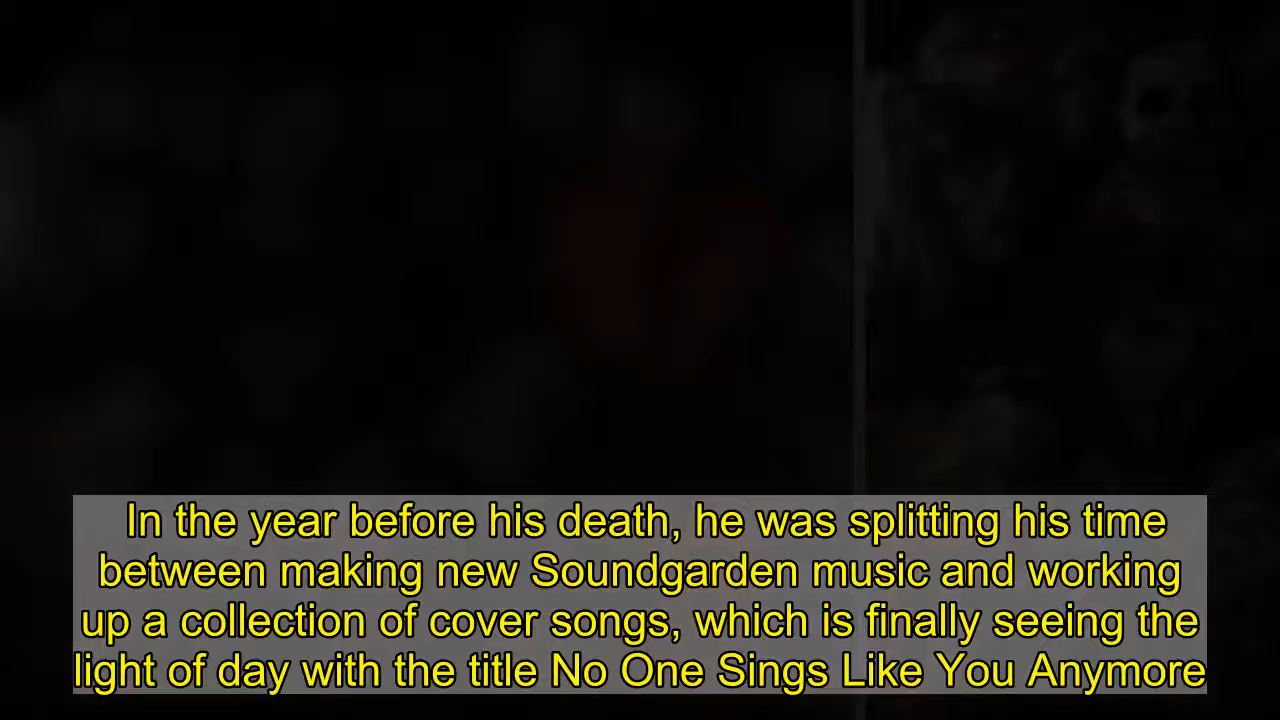 In the year before his death, he was splitting his time
between making new Soundgarden music and working
up a collection of cover songs, which is finally seeing the
light of day with the title No One Sings Like You Anymore